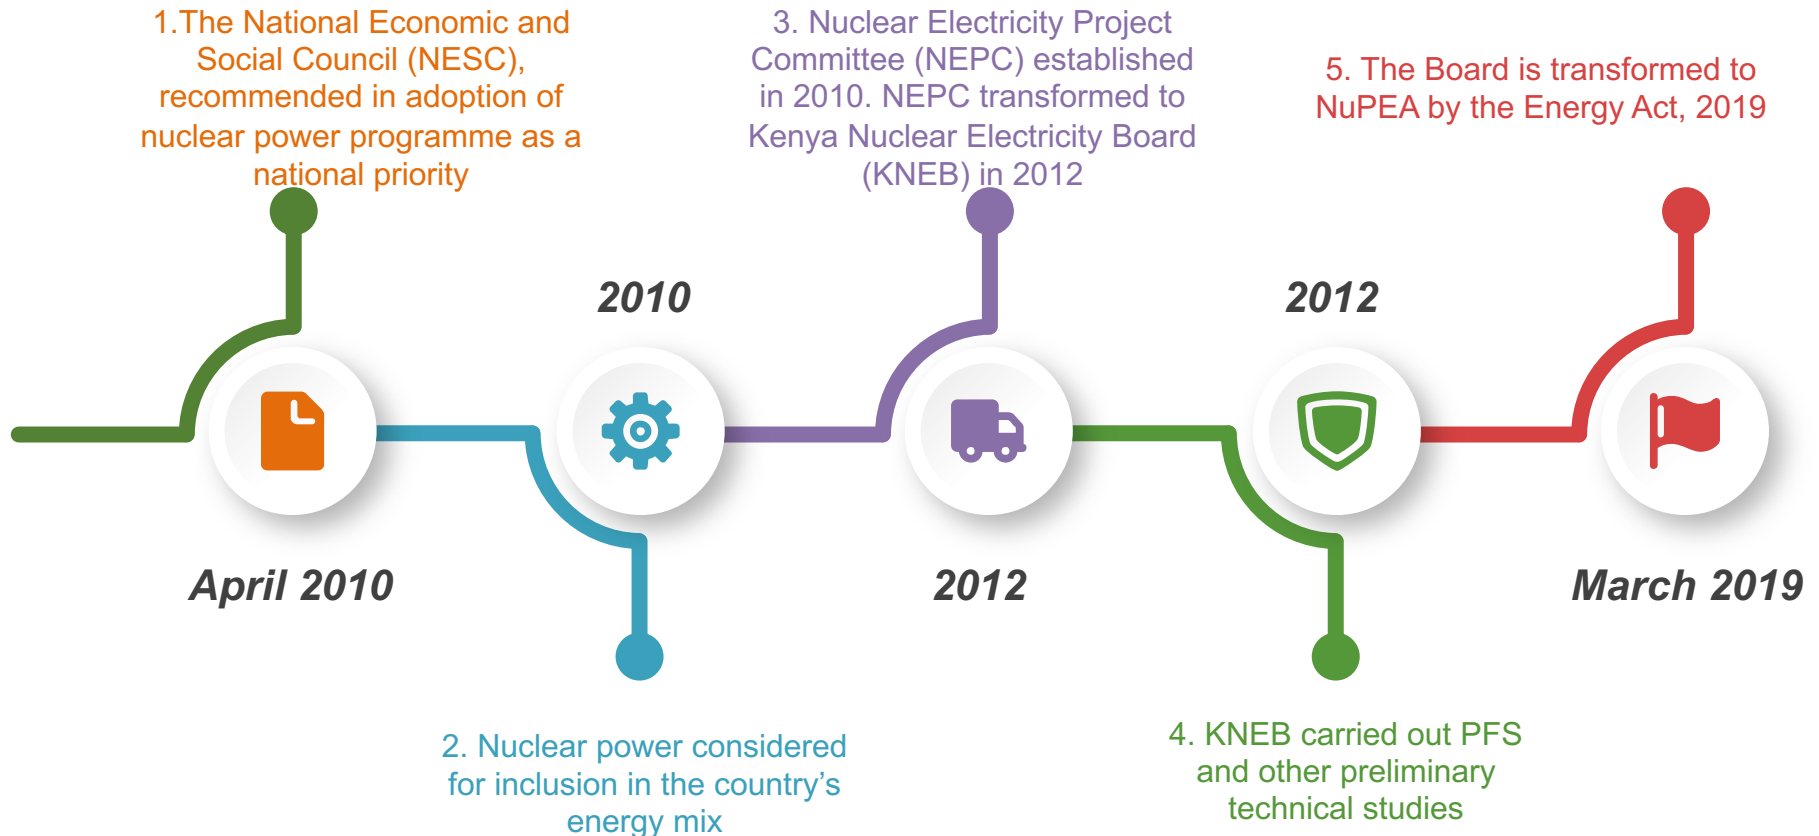 1.The National Economic and
Social Council (NESC),
recommended in adoption of
nuclear power programme as a
national priority
3. Nuclear Electricity Project
Committee (NEPC) established
in 2010. NEPC transformed to
Kenya Nuclear Electricity Board
(KNEB) in 2012
5. The Board is transformed to
NuPEA by the Energy Act, 2019
2010
2012
April 2010
2012
March 2019
2. Nuclear power considered
for inclusion in the country’s
energy mix
4. KNEB carried out PFS
and other preliminary
technical studies